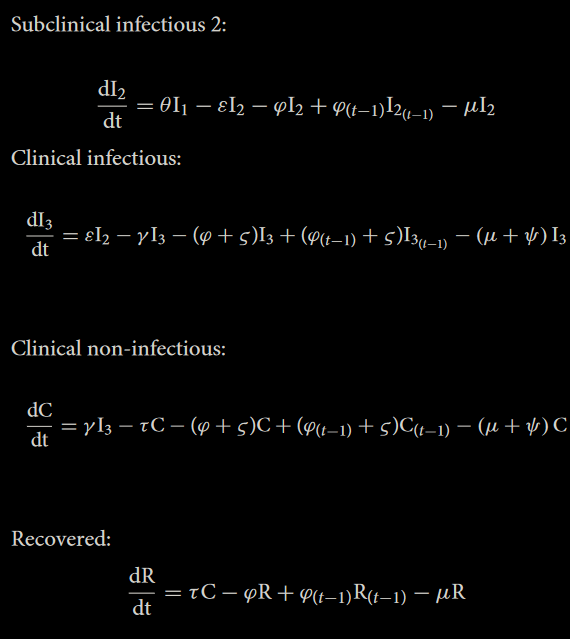 Subclinical infectious 2:
dI₂/dt = θI₁ − εI₂ − φI₂ + φ₍t−1₎I₂₍t−1₎ − μI₂
Clinical infectious:
dI₃/dt = εI₂ − γI₃ − (φ + ς)I₃ + (φ₍t−1₎ + ς)I₃₍t−1₎ − (μ + ψ) I₃
Clinical non-infectious:
dC/dt = γI₃ − τC − (φ + ς)C + (φ₍t−1₎ + ς)C₍t−1₎ − (μ + ψ) C
Recovered:
dR/dt = τC − φR + φ₍t−1₎R₍t−1₎ − μR